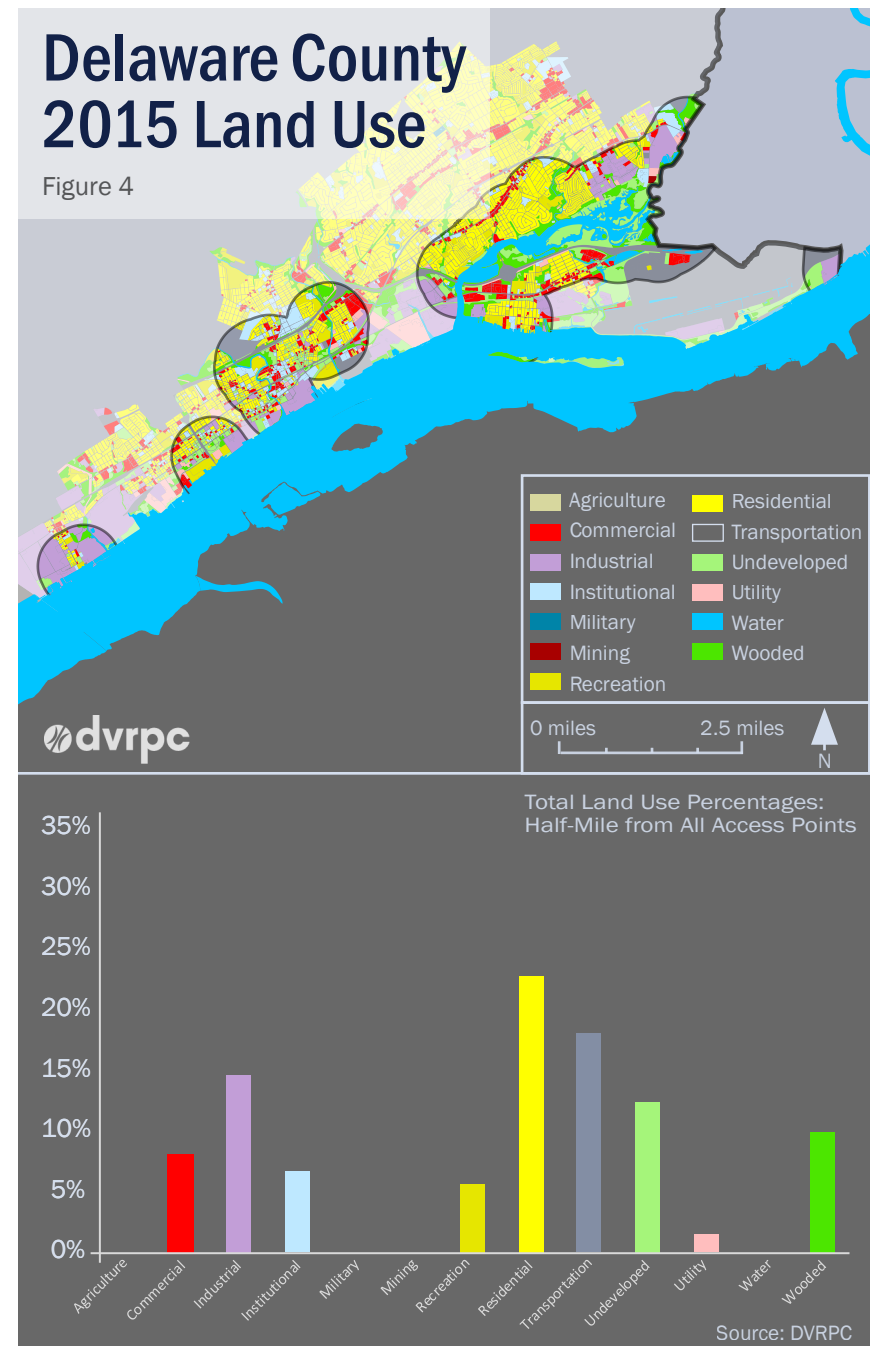 Delaware County
2015 Land Use
Figure 4
Agriculture
Commercial
Industrial
Institutional
Military
Mining
Recreation
Residential
Transportation
Undeveloped
Utility
Water
Wooded
0 miles
2.5 miles
N
dvrpc
Total Land Use Percentages:
Half-Mile from All Access Points
35%
30%
25%
20%
15%
10%
5%
0%
Agriculture
Commercial
Industrial
Institutional
Military
Mining
Recreation
Residential
Transportation
Undeveloped
Utility
Water
Wooded
Source: DVRPC